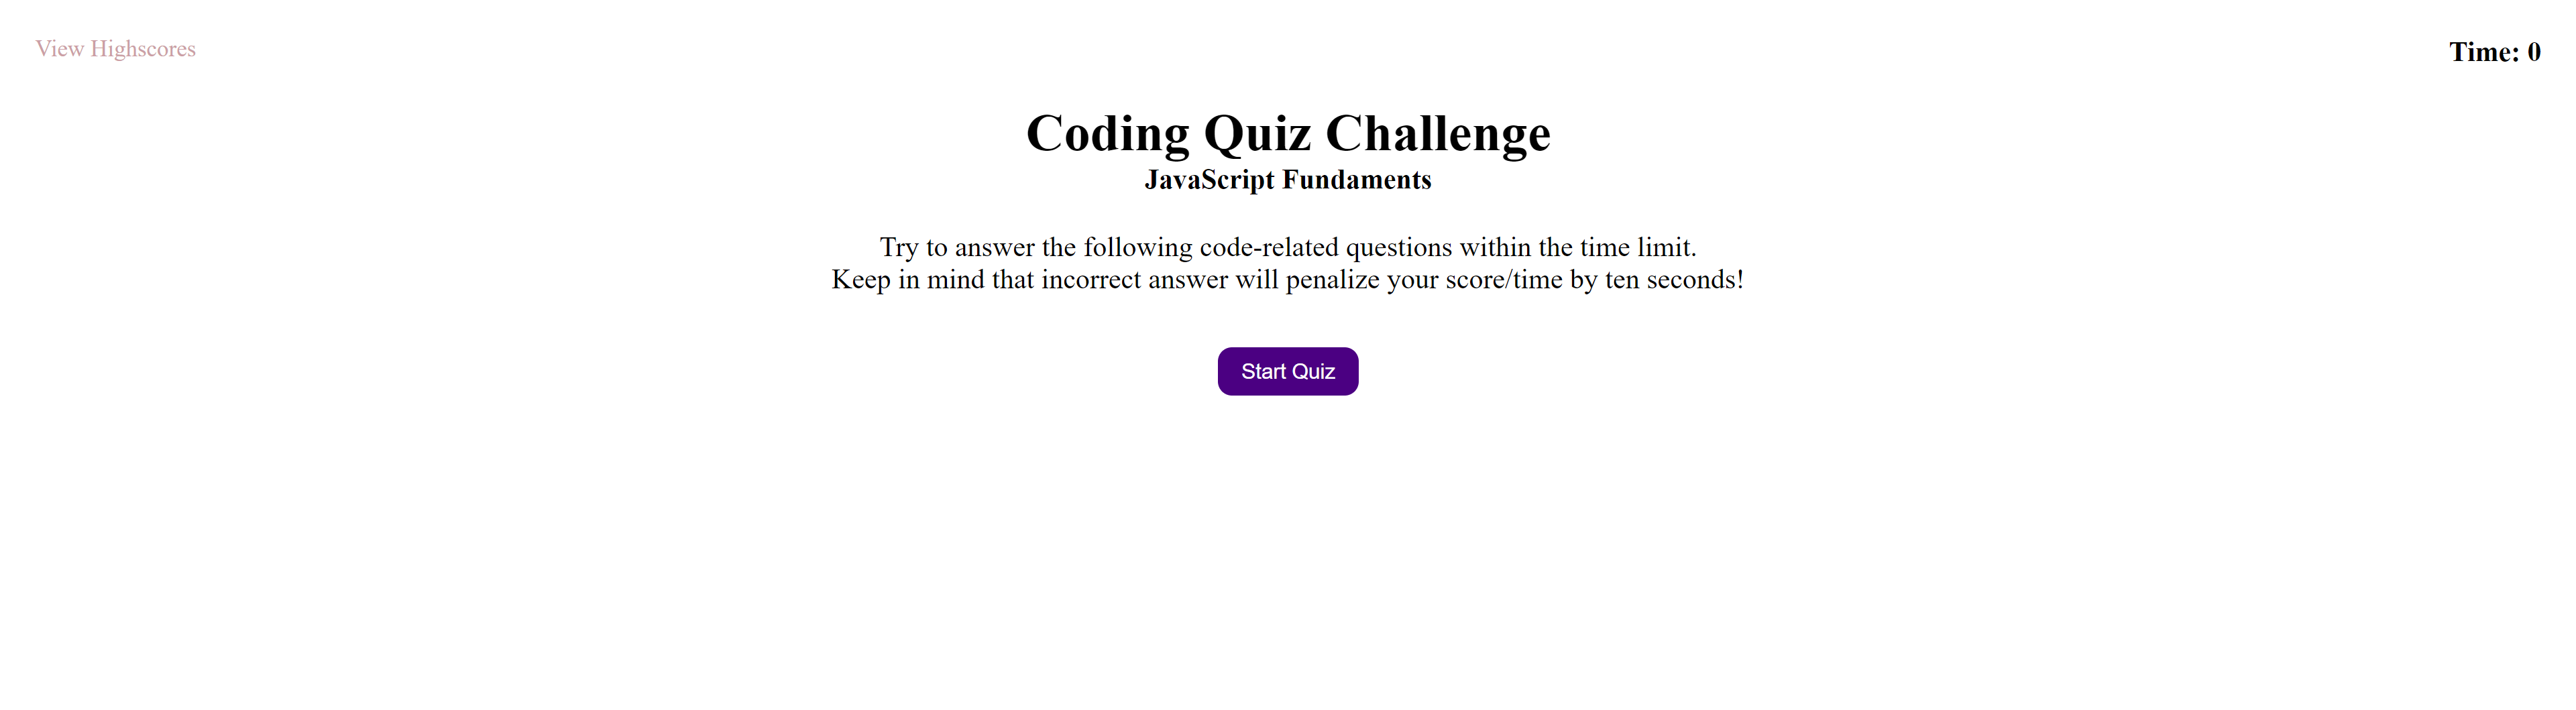 View Highscores
Time: 0
Coding Quiz Challenge
JavaScript Fundaments
Try to answer the following code-related questions within the time limit.
Keep in mind that incorrect answer will penalize your score/time by ten seconds!
Start Quiz